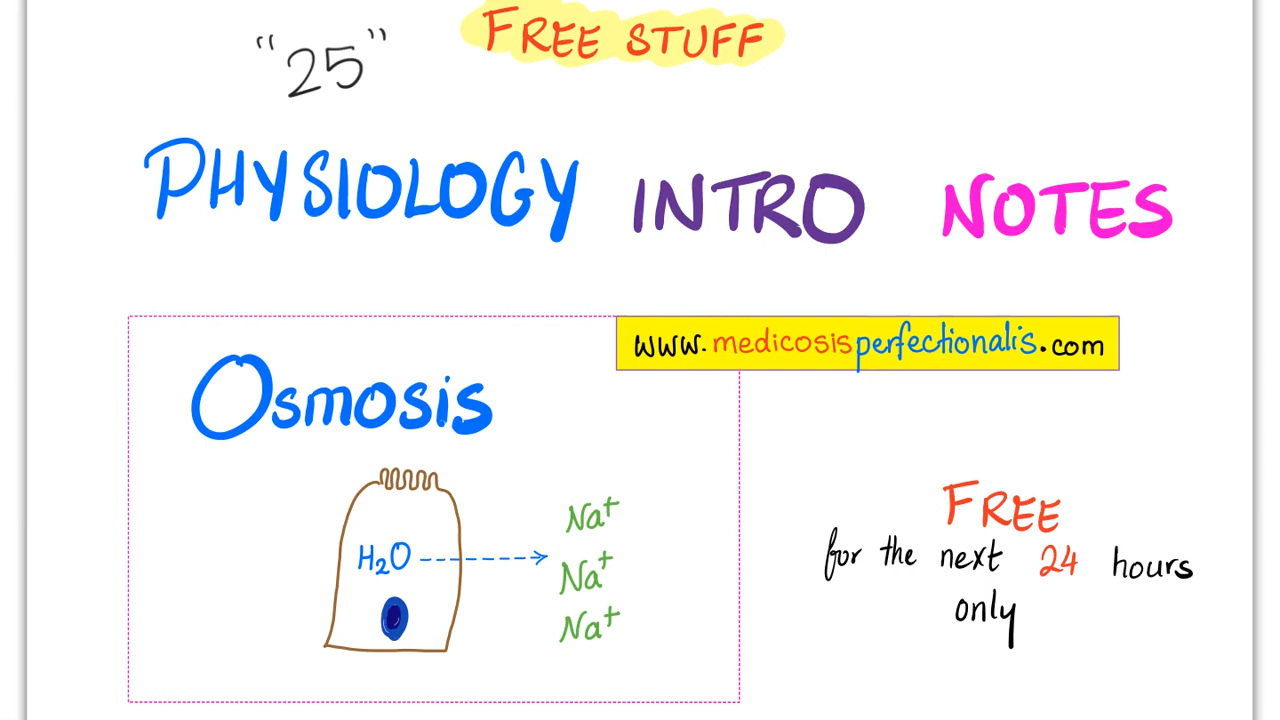 FREE STUFF
"25"
PHYSIOLOGY INTRO NOTES
www.medicosisperfectionalis.com
Osmosis
Na⁺
H₂O
Na⁺
Na⁺
FREE
for the next 24 hours
only